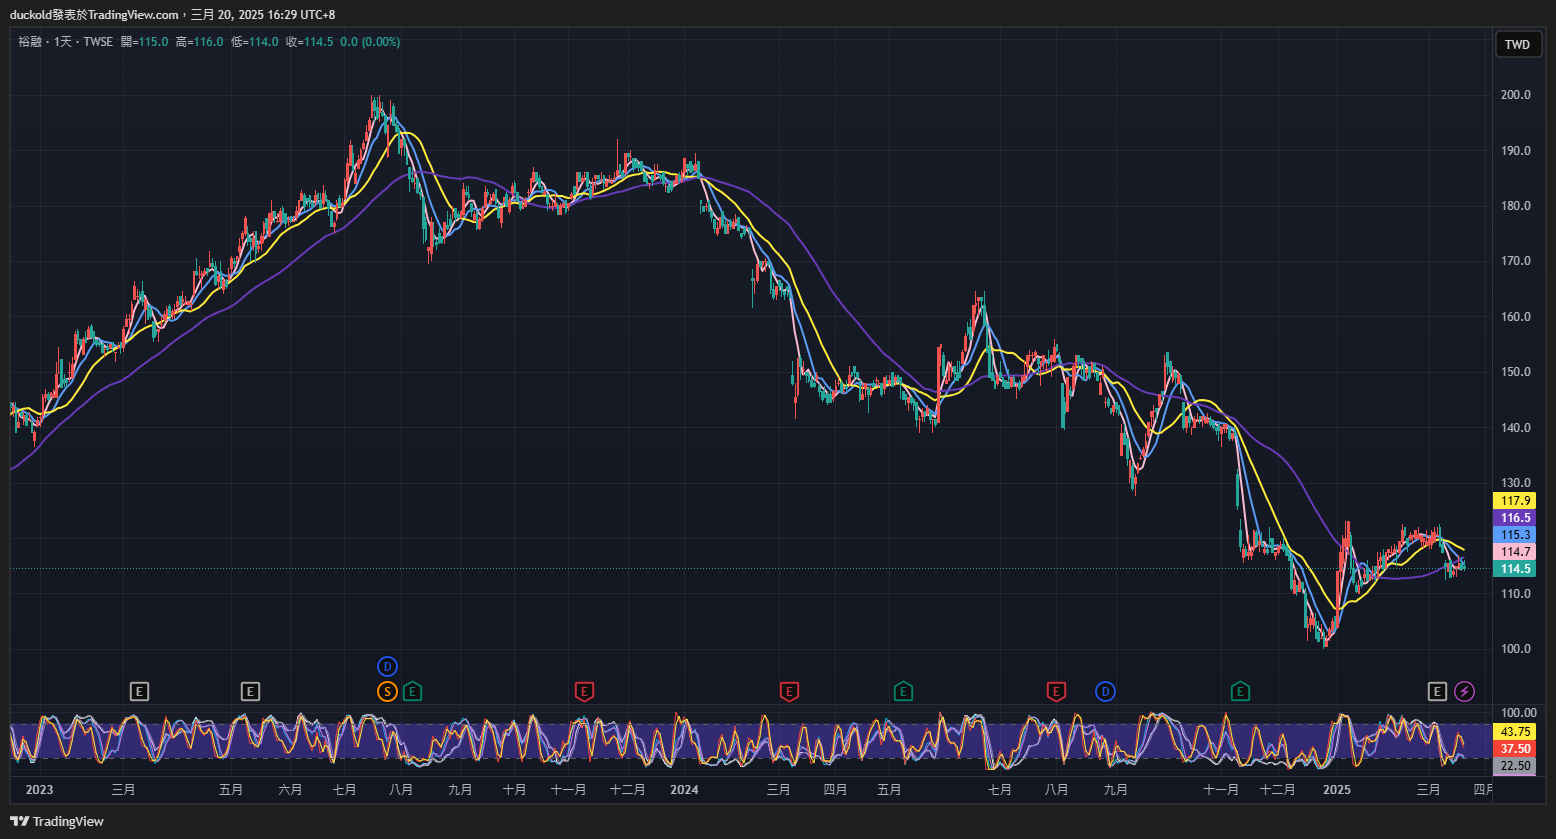 duckold發表於TradingView.com，三月 20, 2025 16:29 UTC+8
裕融・1天・TWSE 開=115.0 高=116.0 低=114.0 收=114.5 0.0 (0.00%)
TWD
200.0
190.0
180.0
170.0
160.0
150.0
140.0
130.0
117.9
116.5
115.3
114.7
114.5
110.0
100.0
D
E E S E E E E E D E E
100.00
43.75
37.50
22.50
2023 三月 五月 六月 七月 八月 九月 十月 十一月 十二月 2024 三月 四月 五月 七月 八月 九月 十一月 十二月 2025 三月 四月
TradingView